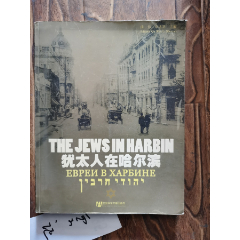 THE JEWS IN HARBIN
犹太人在哈尔滨
ЕВРЕИ В ХАРБИНЕ
יהודי חרבין